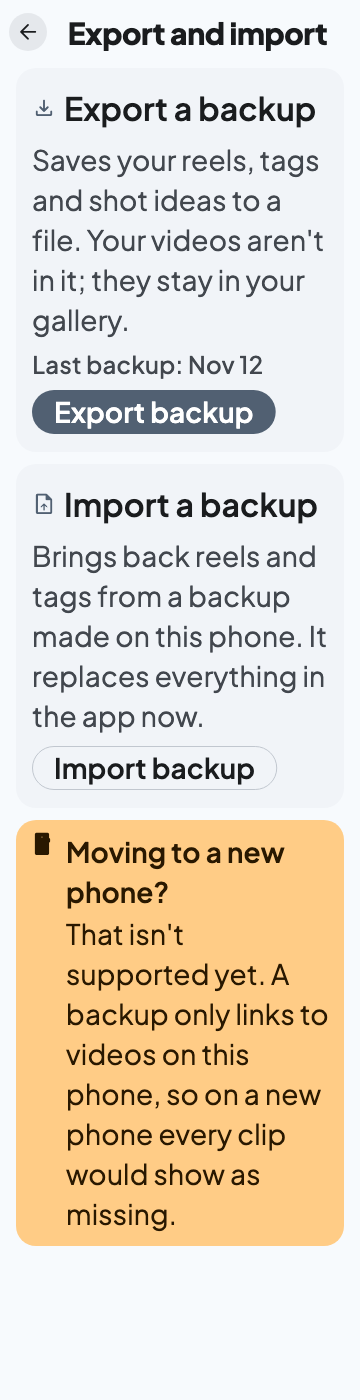 Export and import
Export a backup
Saves your reels, tags
and shot ideas to a
file. Your videos aren't
in it; they stay in your
gallery.
Last backup: Nov 12
Export backup
Import a backup
Brings back reels and
tags from a backup
made on this phone. It
replaces everything in
the app now.
Import backup
Moving to a new
phone?
That isn't
supported yet. A
backup only links to
videos on this
phone, so on a new
phone every clip
would show as
missing.